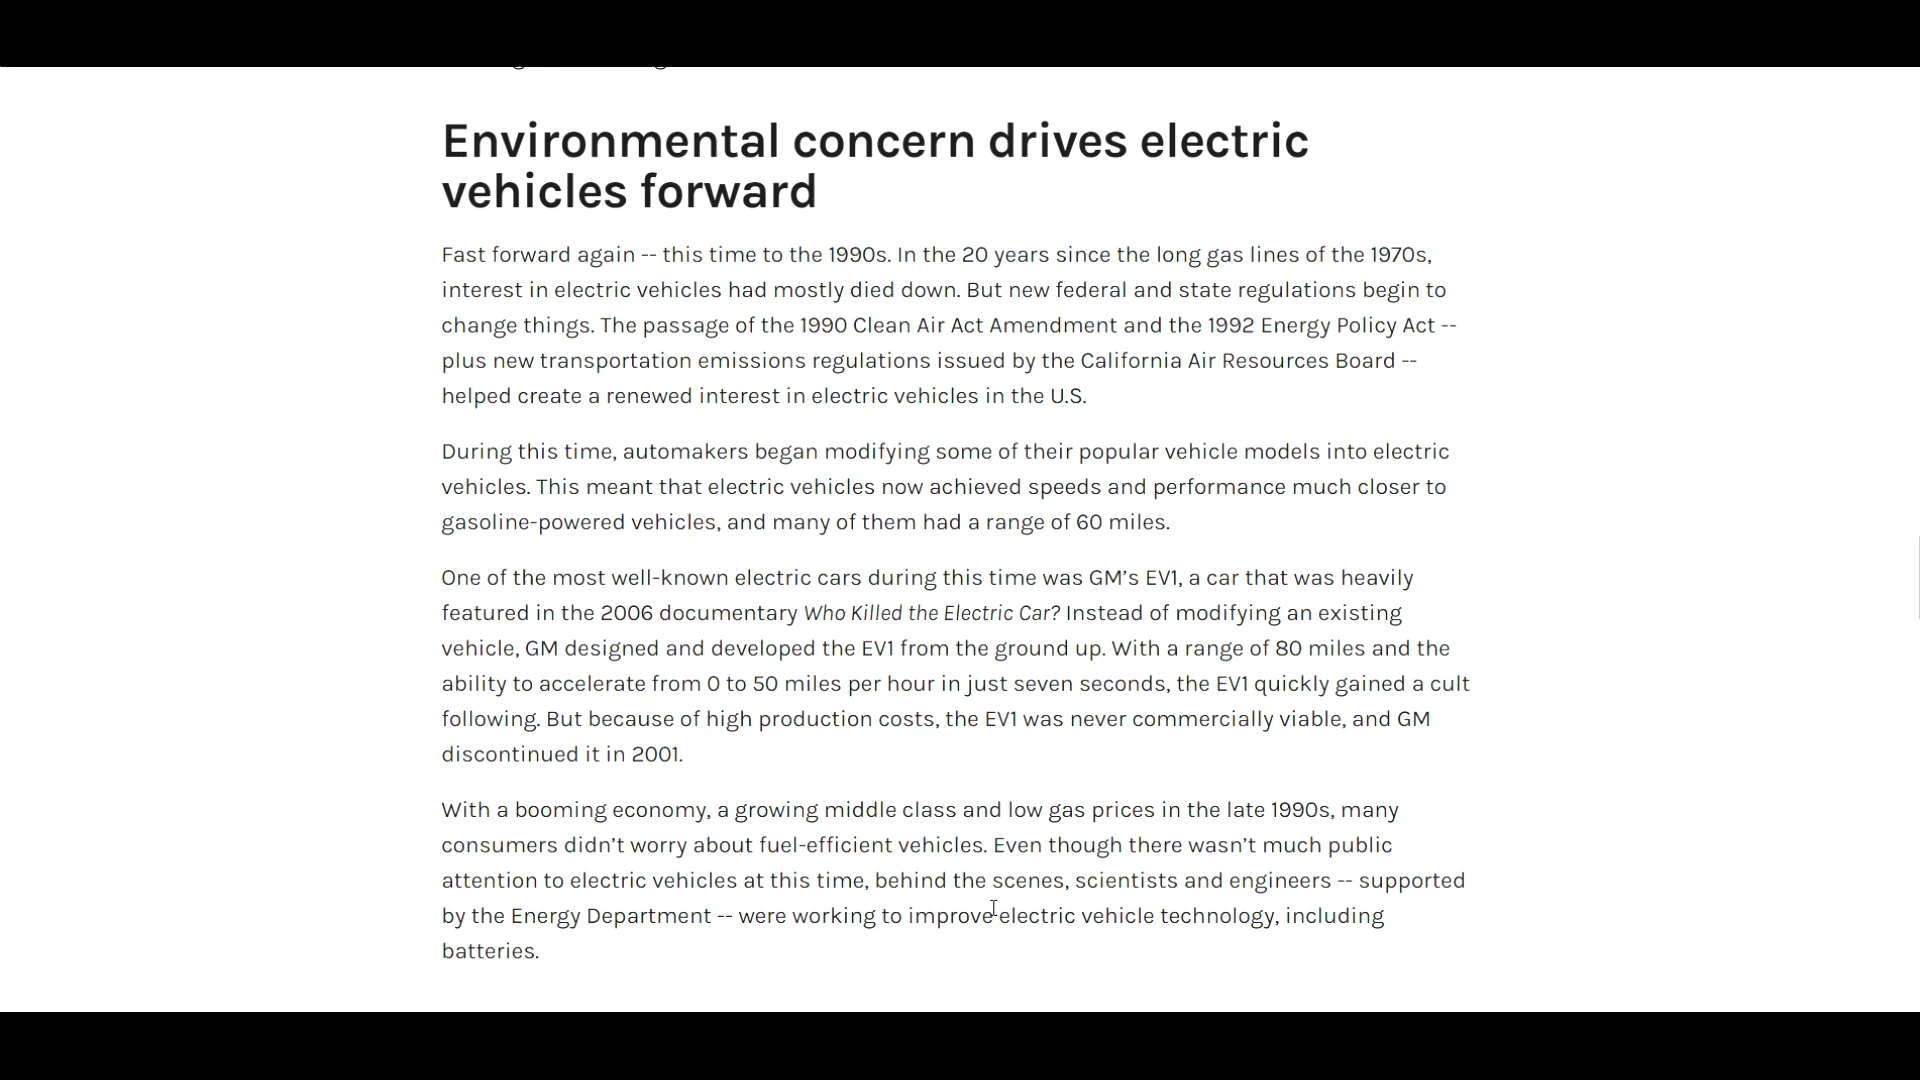 Environmental concern drives electric
vehicles forward
Fast forward again -- this time to the 1990s. In the 20 years since the long gas lines of the 1970s,
interest in electric vehicles had mostly died down. But new federal and state regulations begin to
change things. The passage of the 1990 Clean Air Act Amendment and the 1992 Energy Policy Act --
plus new transportation emissions regulations issued by the California Air Resources Board --
helped create a renewed interest in electric vehicles in the U.S.
During this time, automakers began modifying some of their popular vehicle models into electric
vehicles. This meant that electric vehicles now achieved speeds and performance much closer to
gasoline-powered vehicles, and many of them had a range of 60 miles.
One of the most well-known electric cars during this time was GM’s EV1, a car that was heavily
featured in the 2006 documentary Who Killed the Electric Car? Instead of modifying an existing
vehicle, GM designed and developed the EV1 from the ground up. With a range of 80 miles and the
ability to accelerate from 0 to 50 miles per hour in just seven seconds, the EV1 quickly gained a cult
following. But because of high production costs, the EV1 was never commercially viable, and GM
discontinued it in 2001.
With a booming economy, a growing middle class and low gas prices in the late 1990s, many
consumers didn’t worry about fuel-efficient vehicles. Even though there wasn’t much public
attention to electric vehicles at this time, behind the scenes, scientists and engineers -- supported
by the Energy Department -- were working to improve electric vehicle technology, including
batteries.